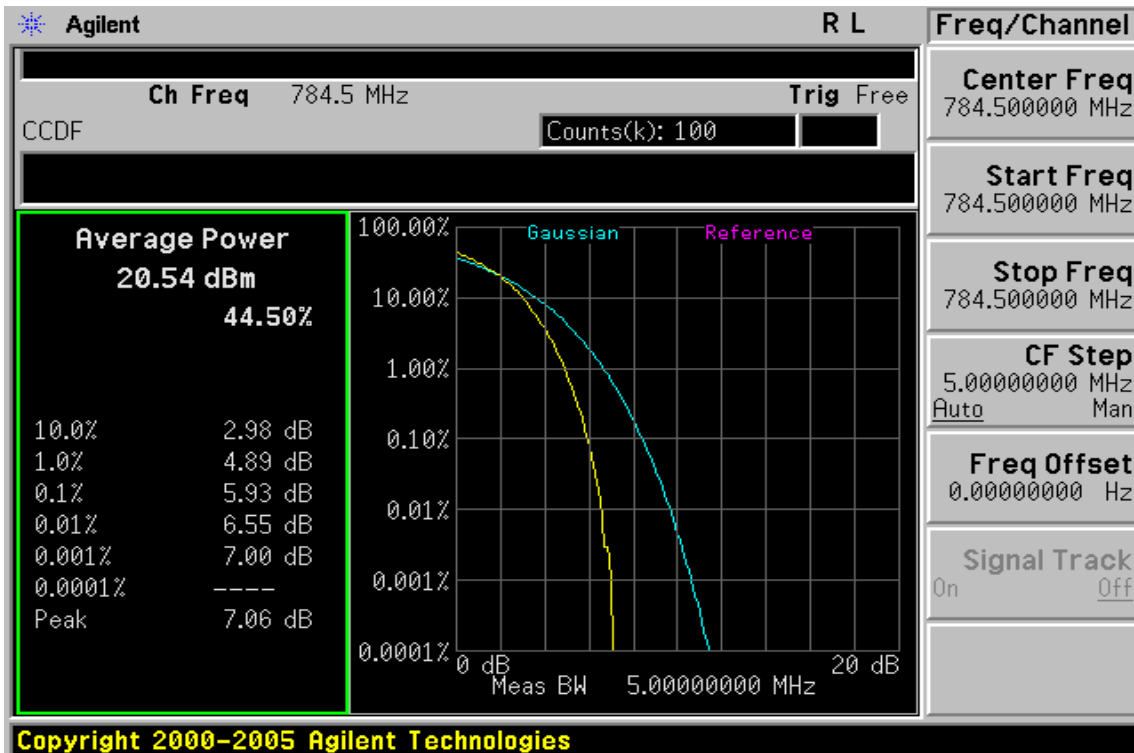 Agilent
R L
Ch Freq 784.5 MHz
Trig Free
CCDF
Counts(k): 100
Average Power
20.54 dBm
44.50%
10.0% 2.98 dB
1.0% 4.89 dB
0.1% 5.93 dB
0.01% 6.55 dB
0.001% 7.00 dB
0.0001% ----
Peak 7.06 dB
Gaussian
Reference
100.00%
10.00%
1.00%
0.10%
0.01%
0.001%
0.0001%
0 dB
20 dB
Meas BW 5.00000000 MHz
Freq/Channel
Center Freq
784.500000 MHz
Start Freq
784.500000 MHz
Stop Freq
784.500000 MHz
CF Step
5.00000000 MHz
Auto Man
Freq Offset
0.00000000 Hz
Signal Track
On Off
Copyright 2000-2005 Agilent Technologies